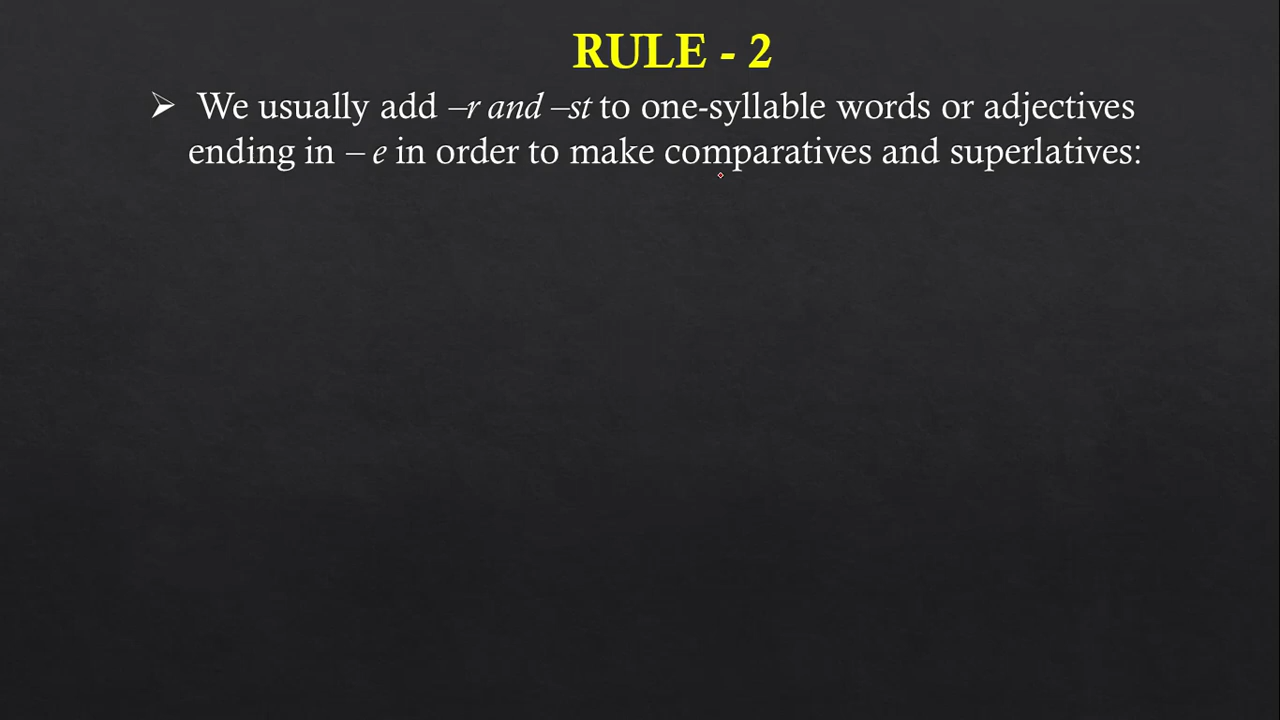 RULE - 2
➢ We usually add –r and –st to one-syllable words or adjectives
ending in – e in order to make comparatives and superlatives: